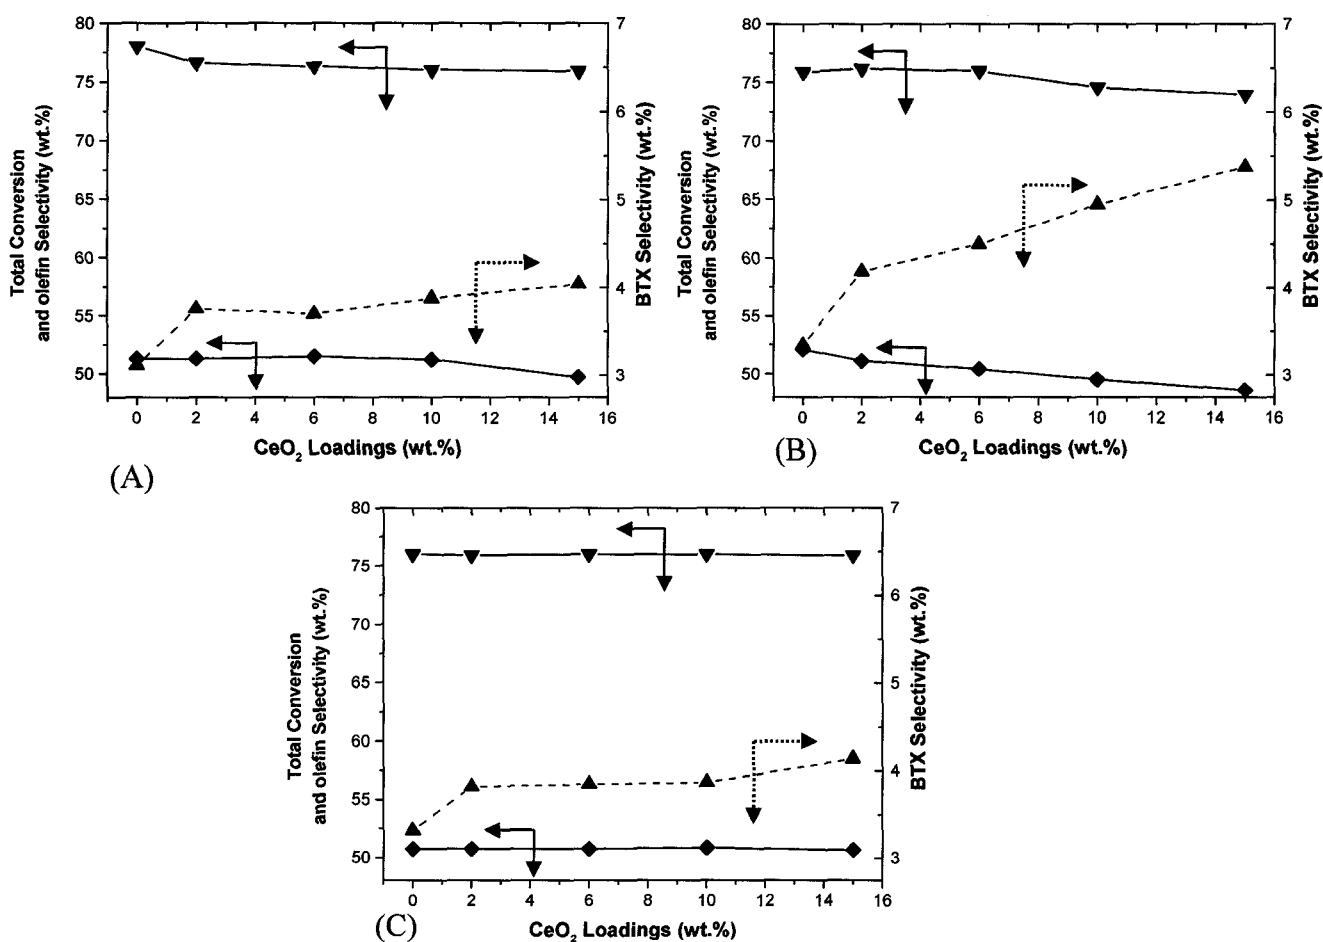 80
75
70
65
60
55
50
7
6
5
4
3
Total Conversion
and olefin Selectivity (wt.%)
BTX Selectivity (wt.%)
0 2 4 6 8 10 12 14 16
CeO₂ Loadings (wt.%)
(A)
80
75
70
65
60
55
50
7
6
5
4
3
Total Conversion
and olefin Selectivity (wt.%)
BTX Selectivity (wt.%)
0 2 4 6 8 10 12 14 16
CeO₂ Loadings (wt.%)
(B)
80
75
70
65
60
55
50
7
6
5
4
3
Total Conversion
and olefin Selectivity (wt.%)
BTX Selectivity (wt.%)
0 2 4 6 8 10 12 14 16
CeO₂ Loadings (wt.%)
(C)